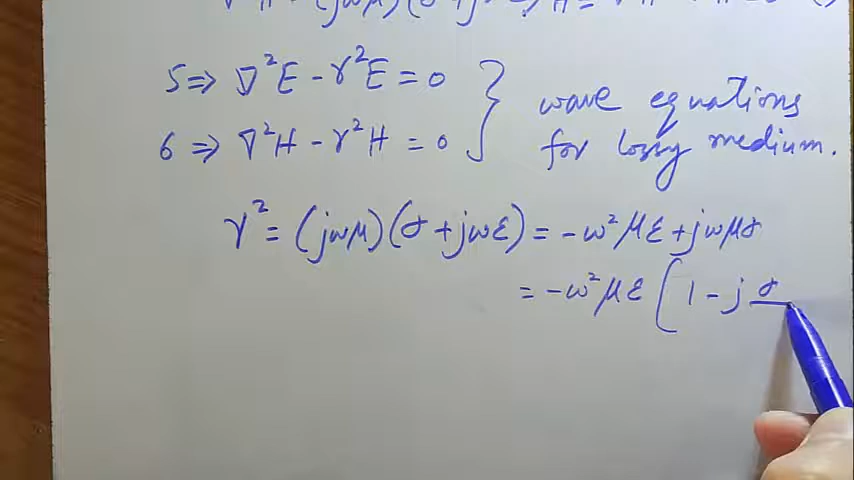 5 ⇒ ∇²E - γ²E = 0
6 ⇒ ∇²H - γ²H = 0
wave equations
for lossy medium.
γ² = (jωμ)(σ + jωε) = -ω²με + jωμσ
= -ω²με [1 - j σ